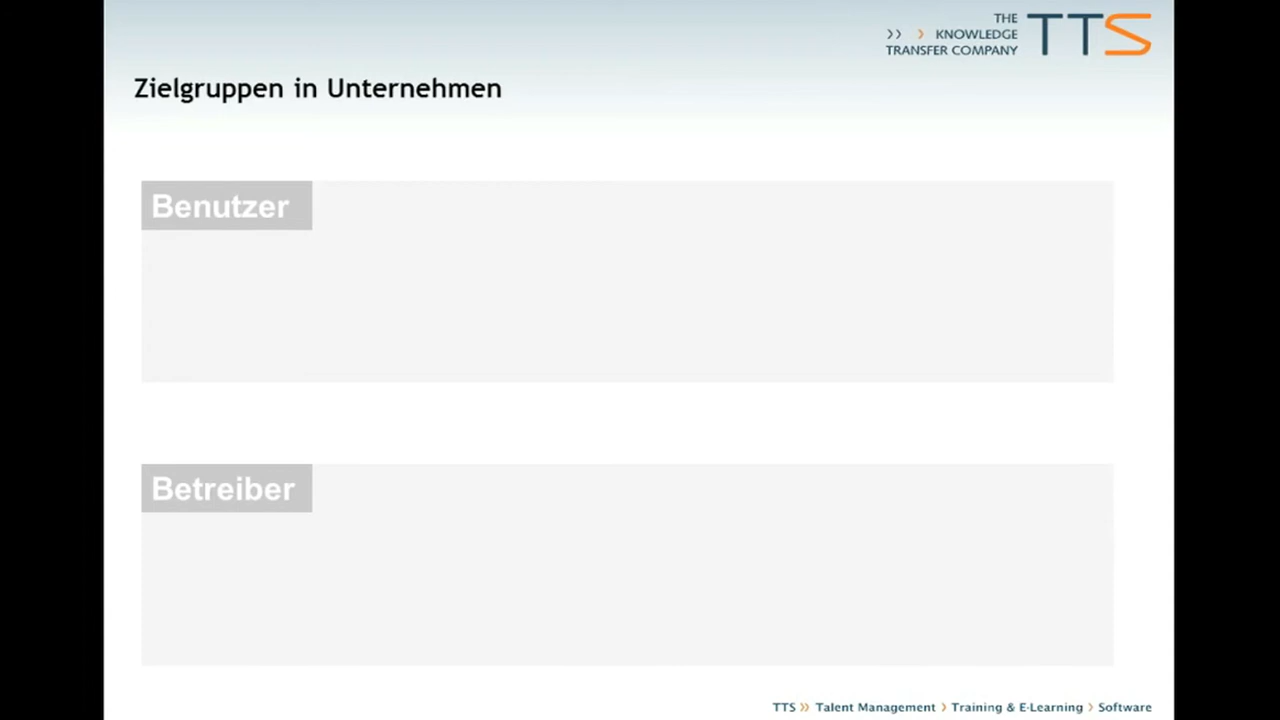 THE
›› › KNOWLEDGE
TRANSFER COMPANY
TTS
Zielgruppen in Unternehmen
Benutzer
Betreiber
TTS ›› Talent Management › Training & E-Learning › Software